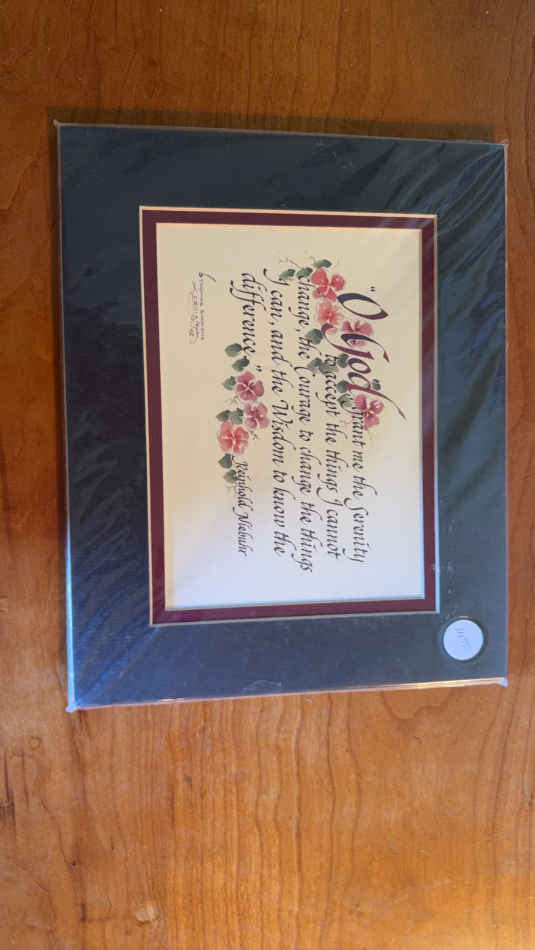 "O God grant me the Serenity
to accept the things I cannot
change, the Courage to change the things
I can, and the Wisdom to know the
difference."
Reinhold Niebuhr